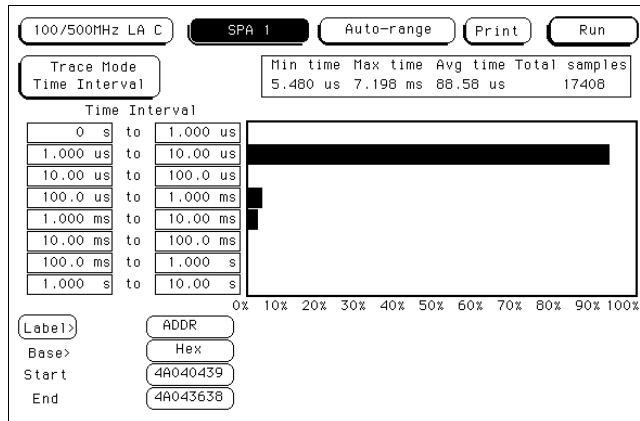 100/500MHz LA C SPA 1 Auto-range Print Run
Trace Mode
Time Interval
Min time Max time Avg time Total samples
5.480 us 7.198 ms 88.58 us 17408
Time Interval
0 s to 1.000 us
1.000 us to 10.00 us
10.00 us to 100.0 us
100.0 us to 1.000 ms
1.000 ms to 10.00 ms
10.00 ms to 100.0 ms
100.0 ms to 1.000 s
1.000 s to 10.00 s
0% 10% 20% 30% 40% 50% 60% 70% 80% 90% 100%
Label> ADDR
Base> Hex
Start 4A040439
End 4A043638